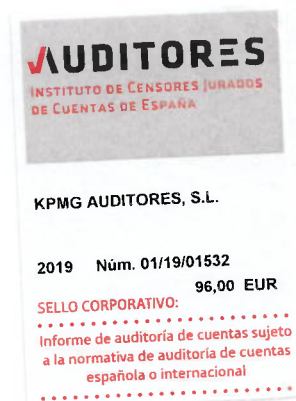 AUDITORES
INSTITUTO DE CENSORES JURADOS
DE CUENTAS DE ESPAÑA
KPMG AUDITORES, S.L.
2019 Núm. 01/19/01532
96,00 EUR
SELLO CORPORATIVO:
Informe de auditoría de cuentas sujeto
a la normativa de auditoría de cuentas
española o internacional